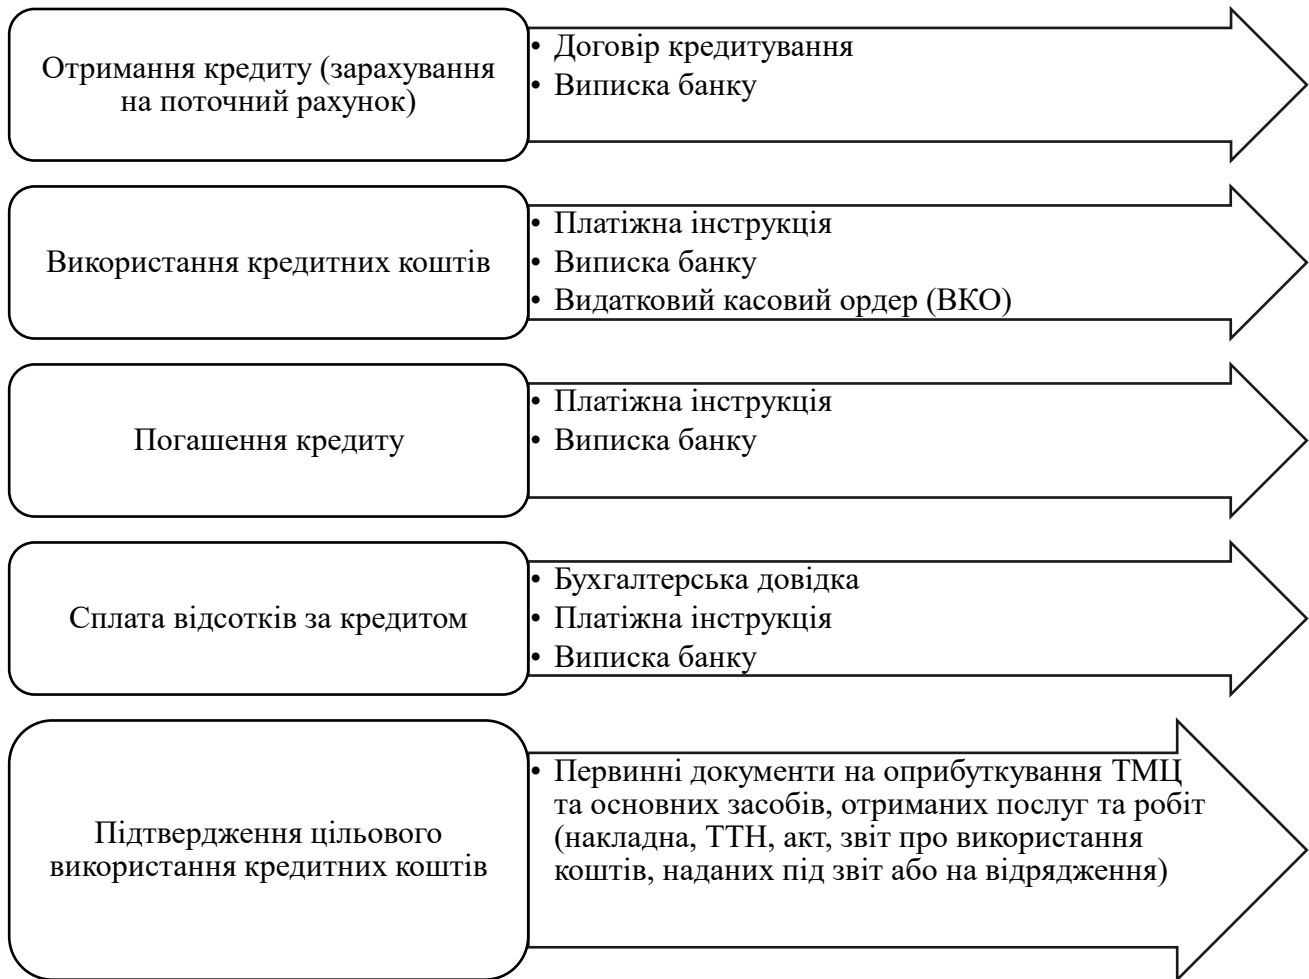 Отримання кредиту (зарахування
на поточний рахунок)
• Договір кредитування
• Виписка банку
Використання кредитних коштів
• Платіжна інструкція
• Виписка банку
• Видатковий касовий ордер (ВКО)
Погашення кредиту
• Платіжна інструкція
• Виписка банку
Сплата відсотків за кредитом
• Бухгалтерська довідка
• Платіжна інструкція
• Виписка банку
Підтвердження цільового
використання кредитних коштів
• Первинні документи на оприбуткування ТМЦ
та основних засобів, отриманих послуг та робіт
(накладна, ТТН, акт, звіт про використання
коштів, наданих під звіт або на відрядження)